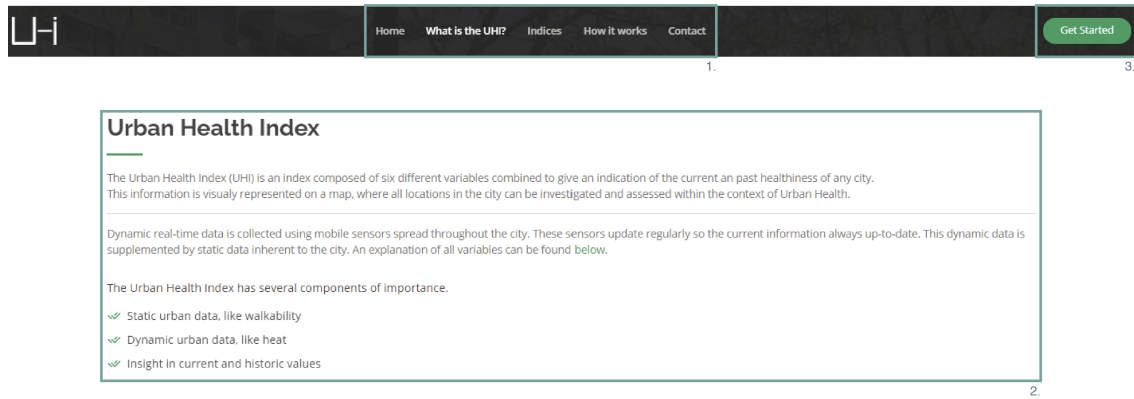 U-i
Home What is the UHI? Indices How it works Contact
Get Started
1.
3.
Urban Health Index
The Urban Health Index (UHI) is an index composed of six different variables combined to give an indication of the current an past healthiness of any city.
This information is visualy represented on a map, where all locations in the city can be investigated and assessed within the context of Urban Health.
Dynamic real-time data is collected using mobile sensors spread throughout the city. These sensors update regularly so the current information always up-to-date. This dynamic data is
supplemented by static data inherent to the city. An explanation of all variables can be found below.
The Urban Health Index has several components of importance.
Static urban data, like walkability
Dynamic urban data, like heat
Insight in current and historic values
2.